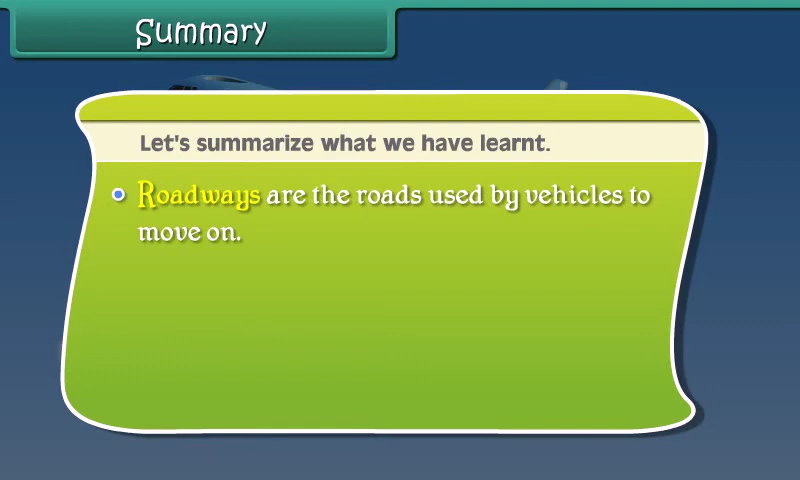 Summary
Let's summarize what we have learnt.
Roadways are the roads used by vehicles to
move on.